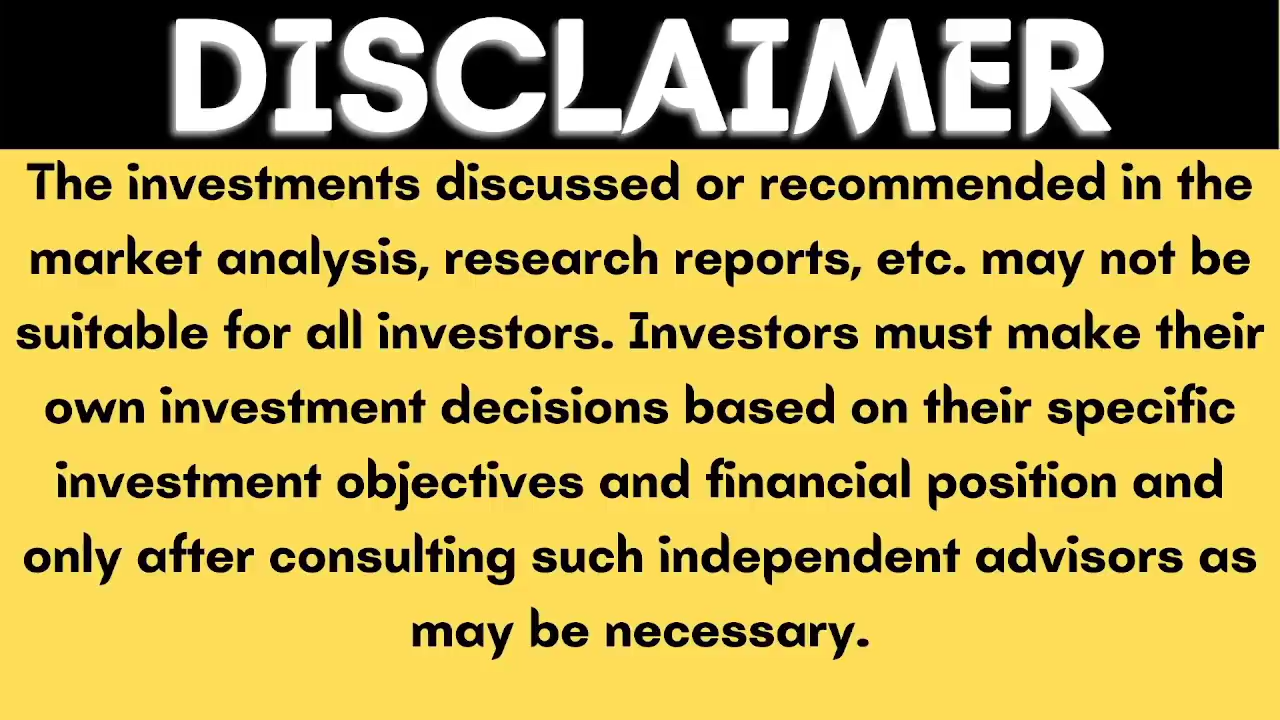 DISCLAIMER
The investments discussed or recommended in the
market analysis, research reports, etc. may not be
suitable for all investors. Investors must make their
own investment decisions based on their specific
investment objectives and financial position and
only after consulting such independent advisors as
may be necessary.